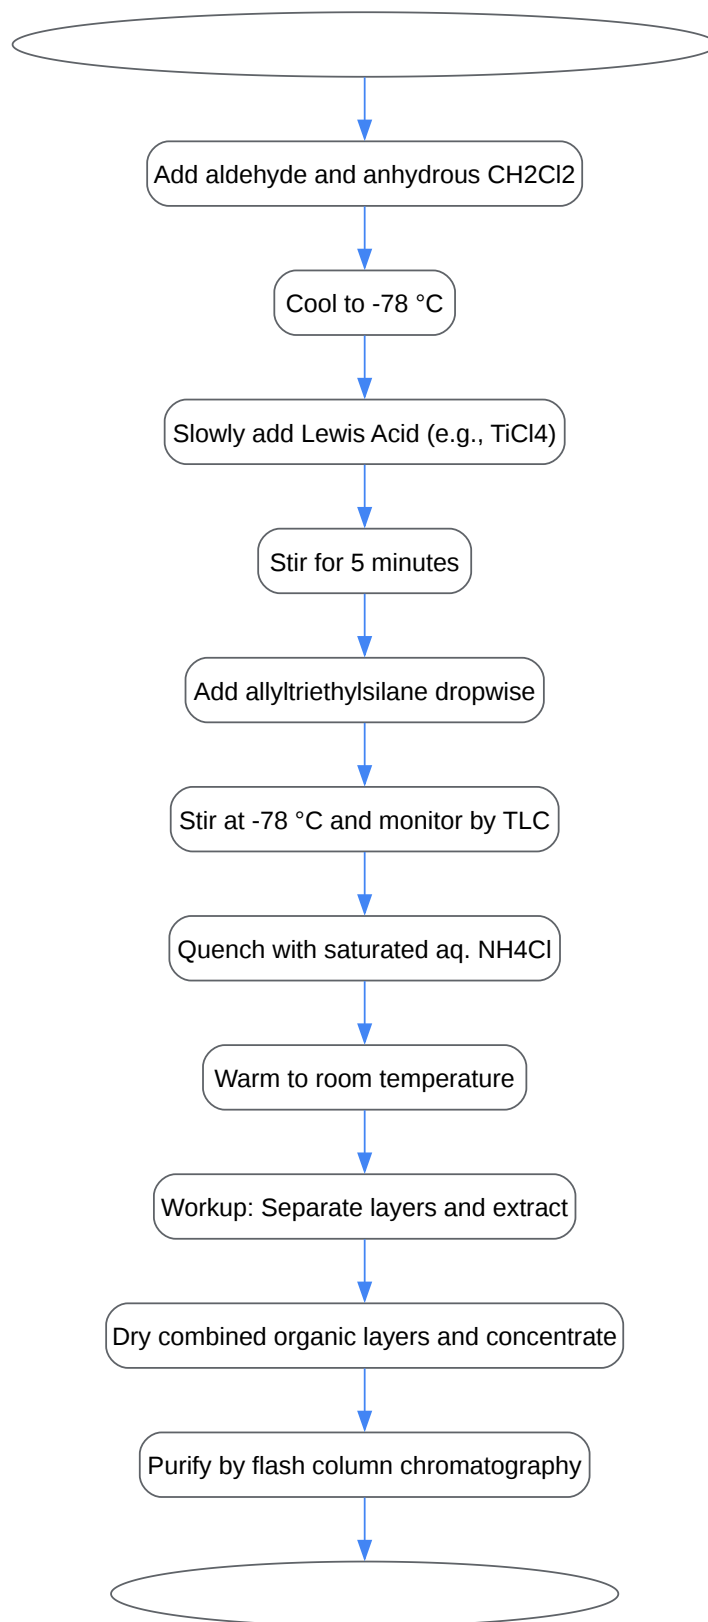 Add aldehyde and anhydrous CH2Cl2
Cool to -78 °C
Slowly add Lewis Acid (e.g., TiCl4)
Stir for 5 minutes
Add allyltriethylsilane dropwise
Stir at -78 °C and monitor by TLC
Quench with saturated aq. NH4Cl
Warm to room temperature
Workup: Separate layers and extract
Dry combined organic layers and concentrate
Purify by flash column chromatography